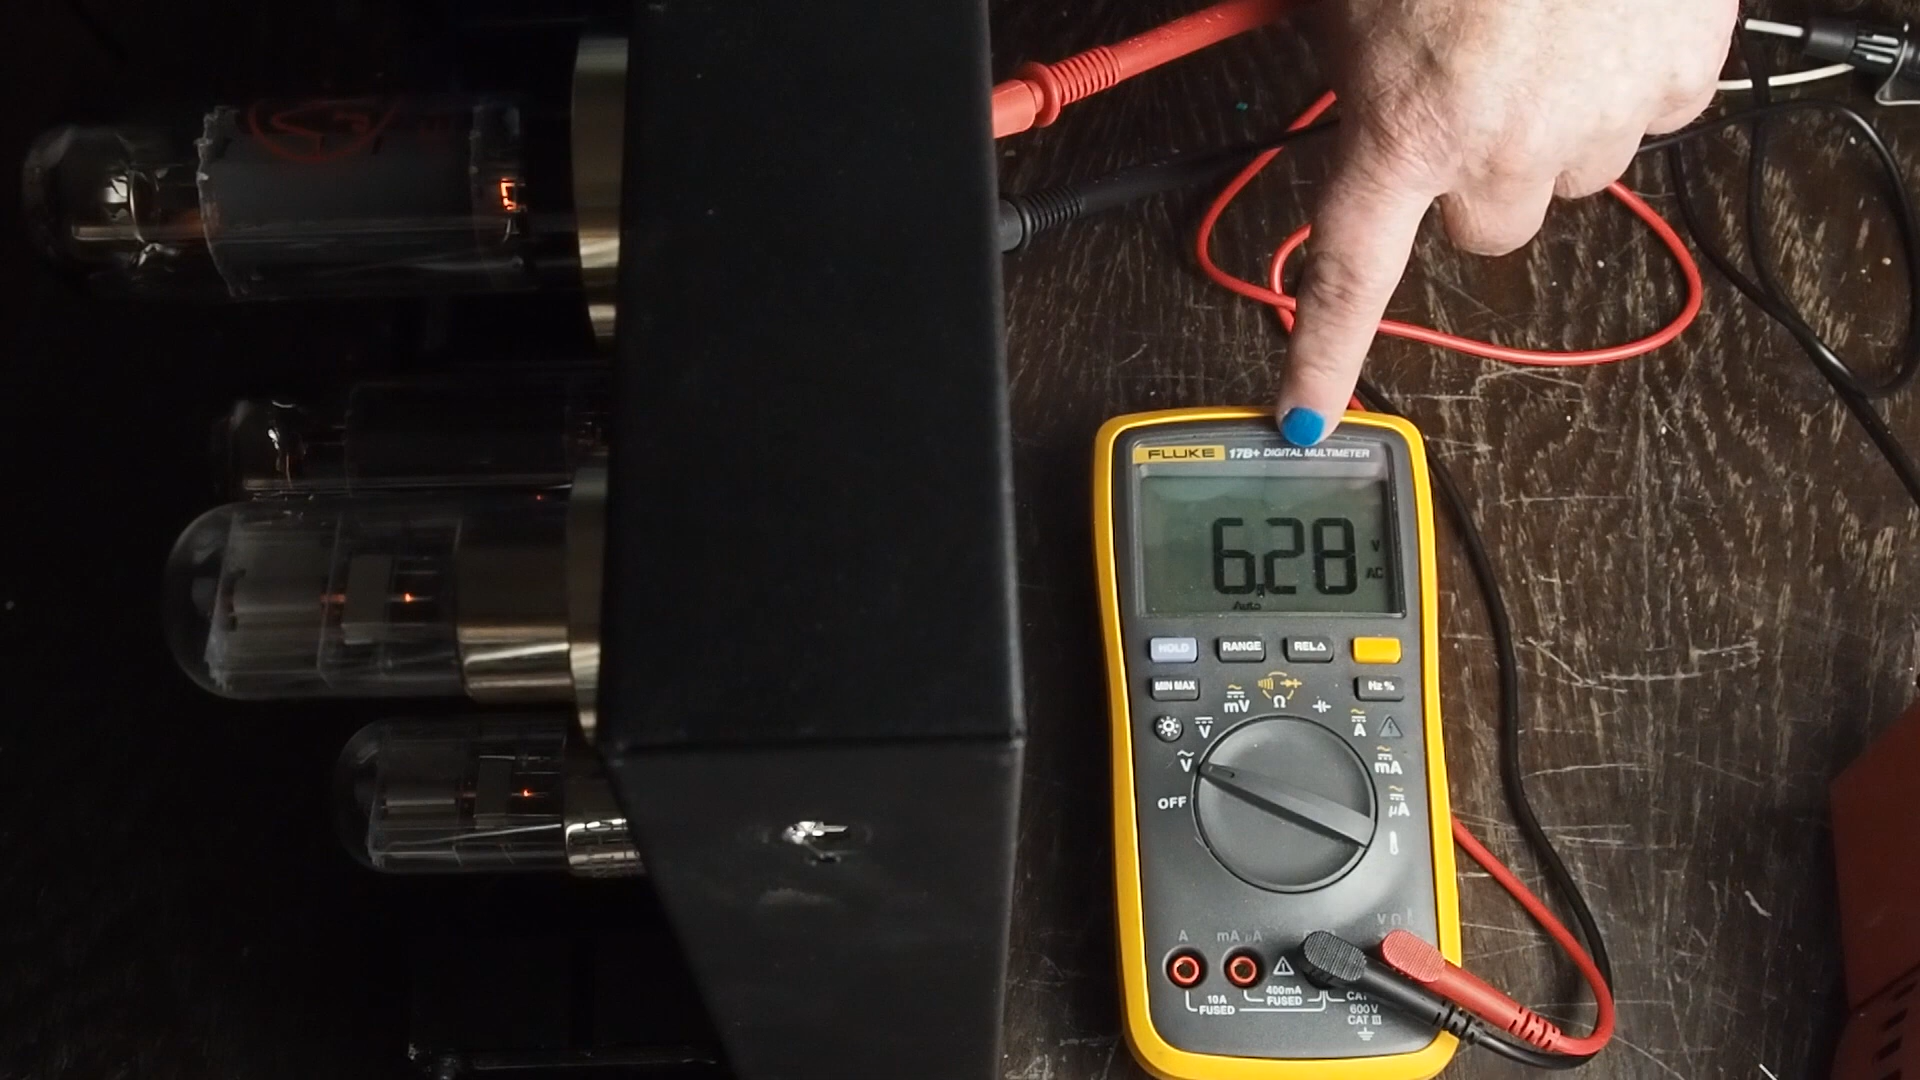 FLUKE 17B+ DIGITAL MULTIMETER
6.28 V AC
Auto
HOLD RANGE REL△
MIN MAX Hz %
mV Ω A
V
V mA
OFF μA
A mA μA V Ω
10A FUSED
400mA FUSED
600V
CAT III